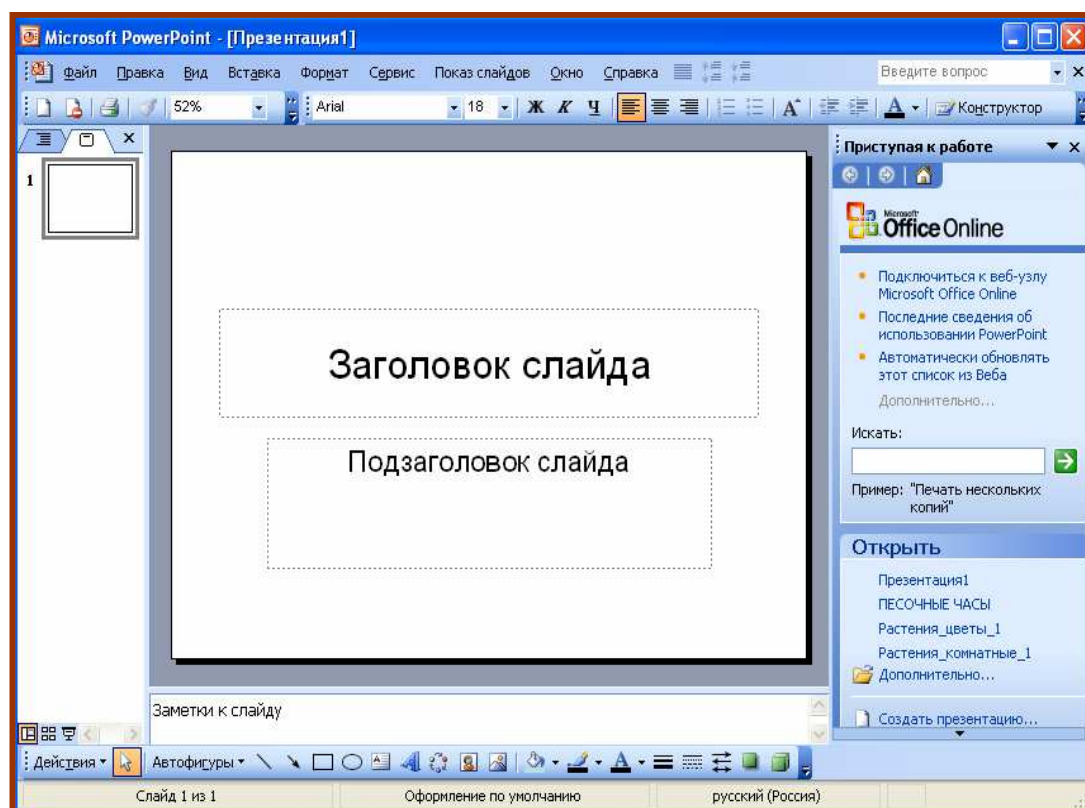 Microsoft PowerPoint - [Презентация1]
Файл Правка Вид Вставка Формат Сервис Показ слайдов Окно Справка Введите вопрос
52% Arial 18 Ж К Ч A A Конструктор
Приступая к работе
1
Microsoft
Office Online
Подключиться к веб-узлу
Microsoft Office Online
Последние сведения об
использовании PowerPoint
Автоматически обновлять
этот список из Веба
Дополнительно...
Искать:
Пример: "Печать нескольких
копий"
Открыть
Презентация1
ПЕСОЧНЫЕ ЧАСЫ
Растения_цветы_1
Растения_комнатные_1
Дополнительно...
Создать презентацию...
Заголовок слайда
Подзаголовок слайда
Заметки к слайду
Действия Автофигуры A
Слайд 1 из 1 Оформление по умолчанию русский (Россия)